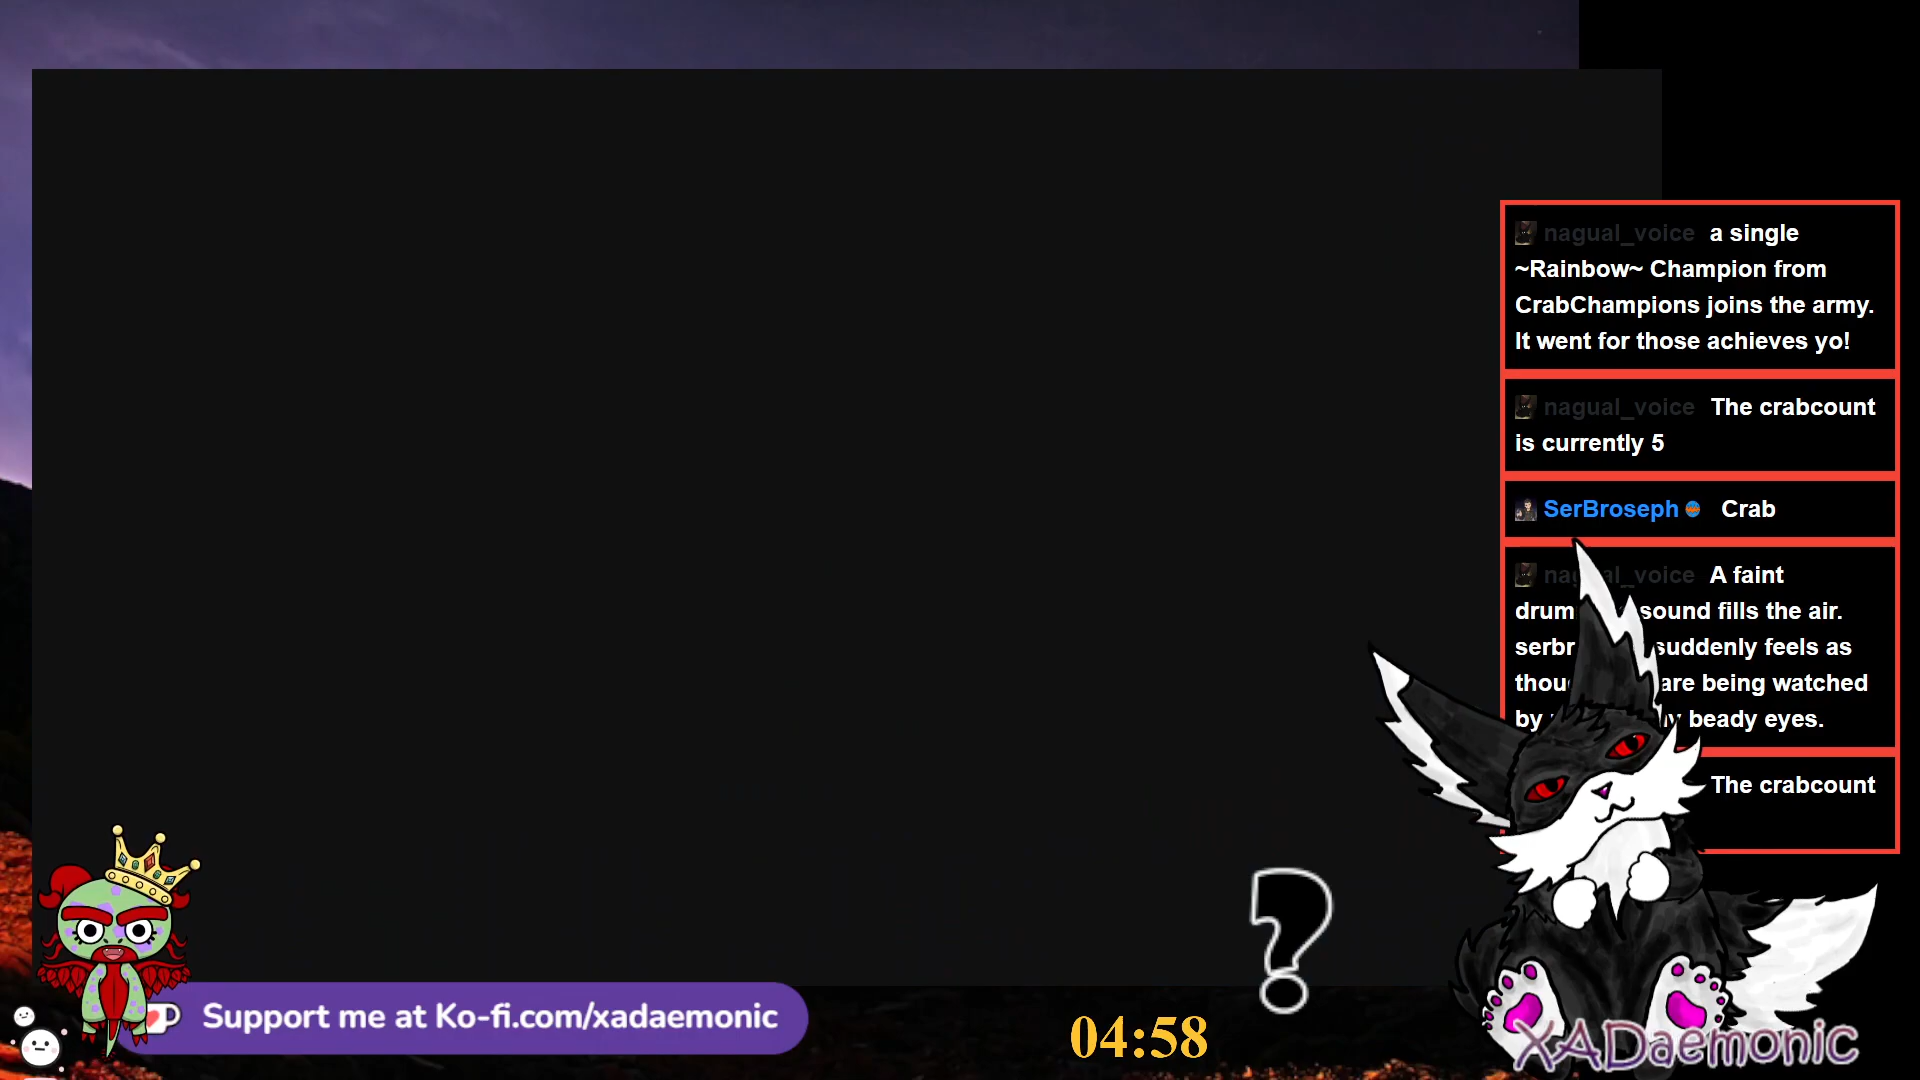 nagual_voice a single
~Rainbow~ Champion from
CrabChampions joins the army.
It went for those achieves yo!
nagual_voice The crabcount
is currently 5
SerBroseph Crab
A faint
sound fills the air.
suddenly feels as
are being watched
by beady eyes.
The crabcount
?
Support me at Ko-fi.com/xadaemonic
04:58
XADaemonic